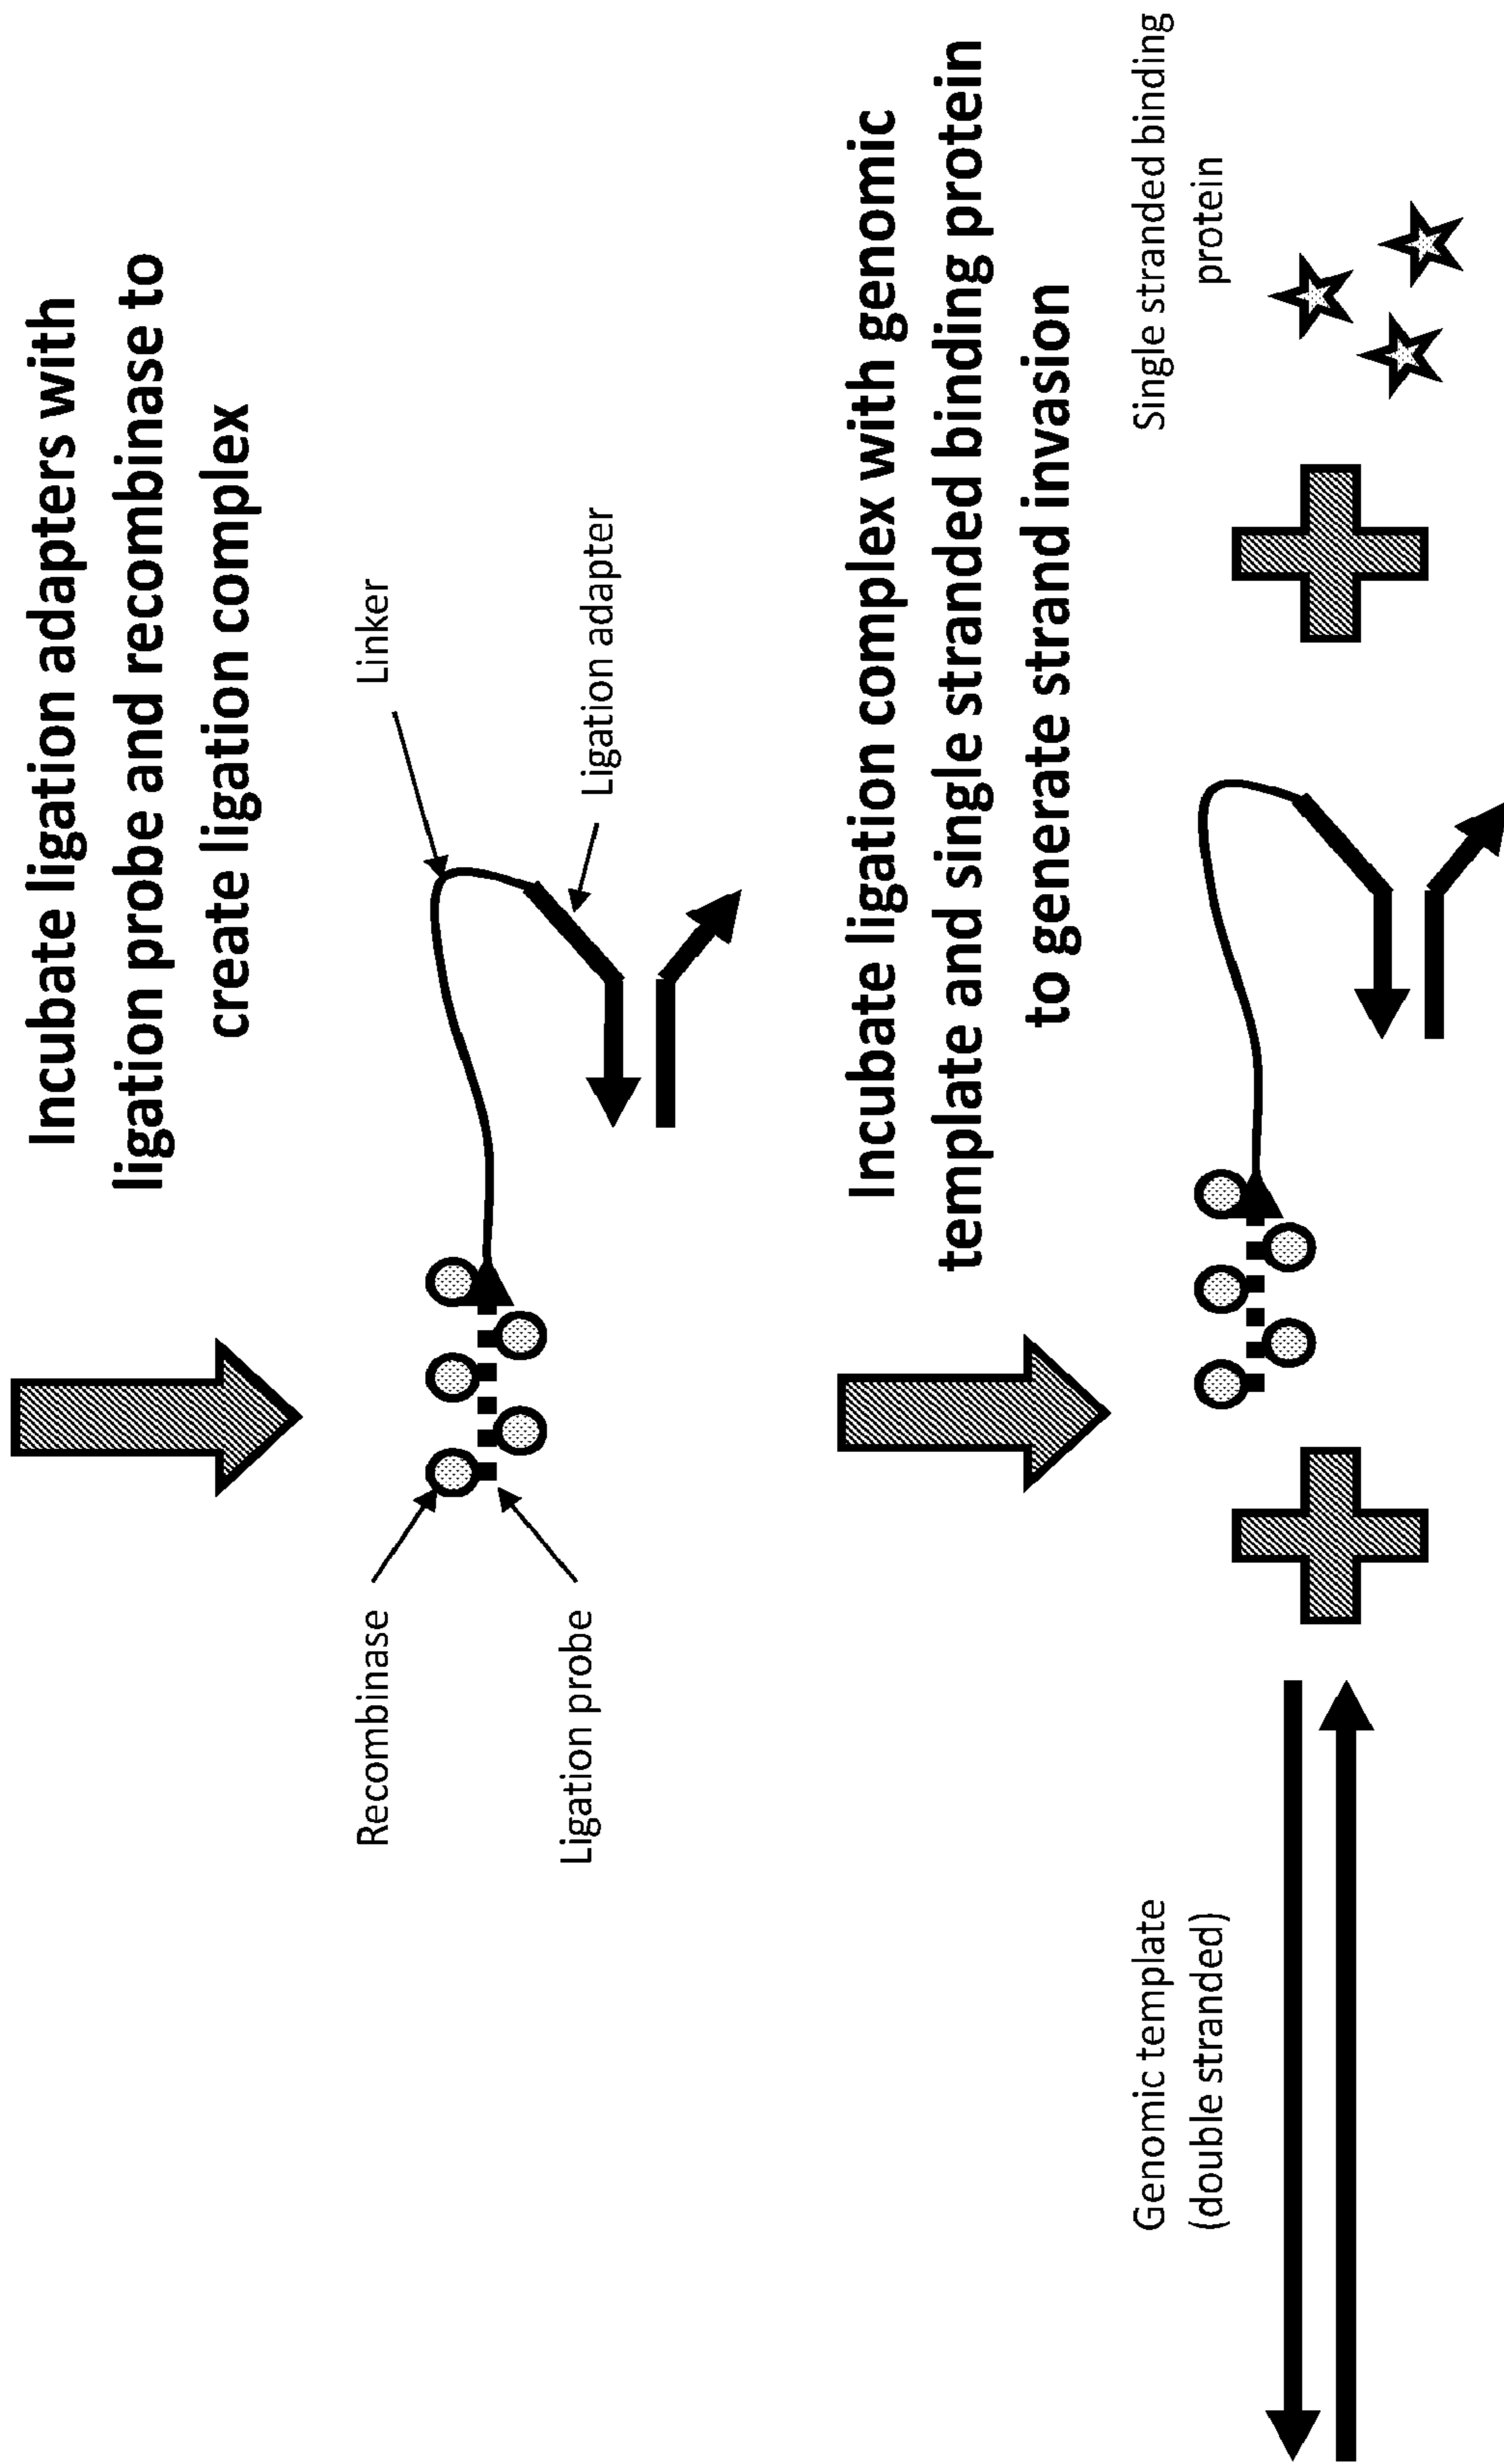 Incubate ligation adapters with
ligation probe and recombinase to
create ligation complex
Recombinase
Linker
Ligation probe
Ligation adapter
Incubate ligation complex with genomic
template and single stranded binding protein
to generate strand invasion
Genomic template
(double stranded)
Single stranded binding
protein